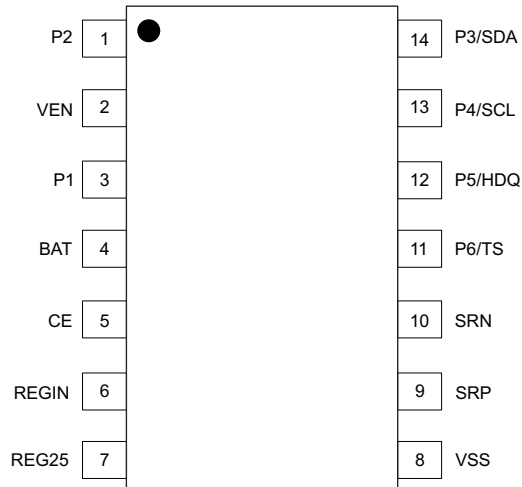 P2 1 14 P3/SDA
VEN 2 13 P4/SCL
P1 3 12 P5/HDQ
BAT 4 11 P6/TS
CE 5 10 SRN
REGIN 6 9 SRP
REG25 7 8 VSS